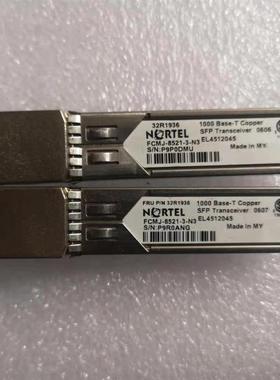 32R1936
NORTEL
FCMJ-8521-3-N3
S/N:P9P0DMU
1000 Base-T Copper
SFP Transceiver 0606
EL4512045
Made in MY.
FRU P/N 32R1936
NORTEL
FCMJ-8521-3-N3
S/N:P9R0ANG
1000 Base-T Copper
SFP Transceiver 0607
EL4512045
Made in MY